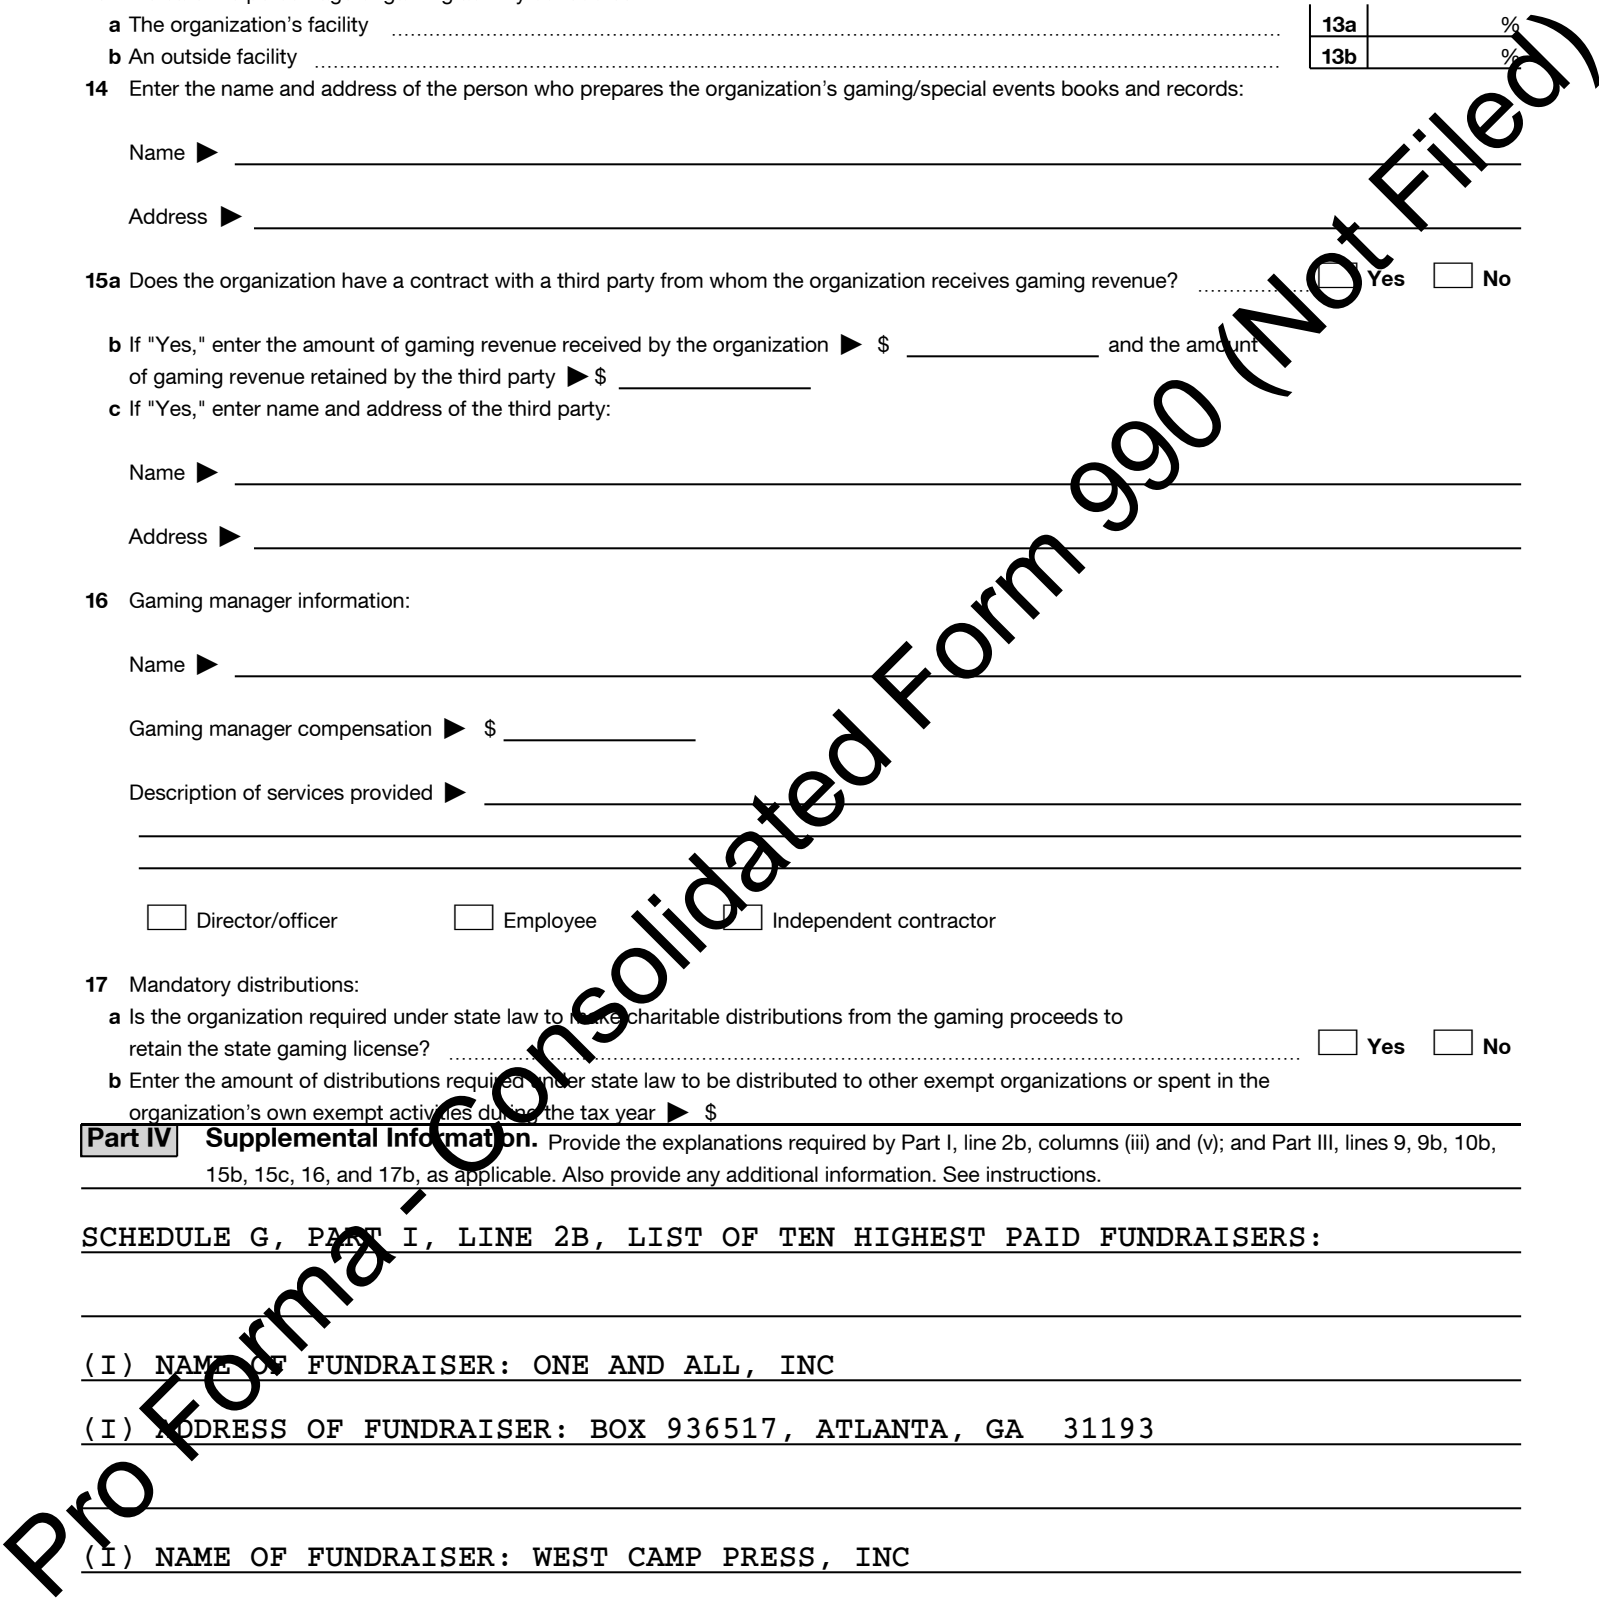 a The organization's facility
13a %
b An outside facility
13b %
14 Enter the name and address of the person who prepares the organization's gaming/special events books and records:
Name ▶
Address ▶
15a Does the organization have a contract with a third party from whom the organization receives gaming revenue? Yes No
b If "Yes," enter the amount of gaming revenue received by the organization ▶ $ and the amount
of gaming revenue retained by the third party ▶ $
c If "Yes," enter name and address of the third party:
Name ▶
Address ▶
16 Gaming manager information:
Name ▶
Gaming manager compensation ▶ $
Description of services provided ▶
Director/officer Employee Independent contractor
17 Mandatory distributions:
a Is the organization required under state law to make charitable distributions from the gaming proceeds to
retain the state gaming license? Yes No
b Enter the amount of distributions required under state law to be distributed to other exempt organizations or spent in the
organization's own exempt activities during the tax year ▶ $
Part IV Supplemental Information. Provide the explanations required by Part I, line 2b, columns (iii) and (v); and Part III, lines 9, 9b, 10b,
15b, 15c, 16, and 17b, as applicable. Also provide any additional information. See instructions.
SCHEDULE G, PART I, LINE 2B, LIST OF TEN HIGHEST PAID FUNDRAISERS:
(I) NAME OF FUNDRAISER: ONE AND ALL, INC
(I) ADDRESS OF FUNDRAISER: BOX 936517, ATLANTA, GA 31193
(I) NAME OF FUNDRAISER: WEST CAMP PRESS, INC
Pro Forma - Consolidated Form 990 (Not Filed)